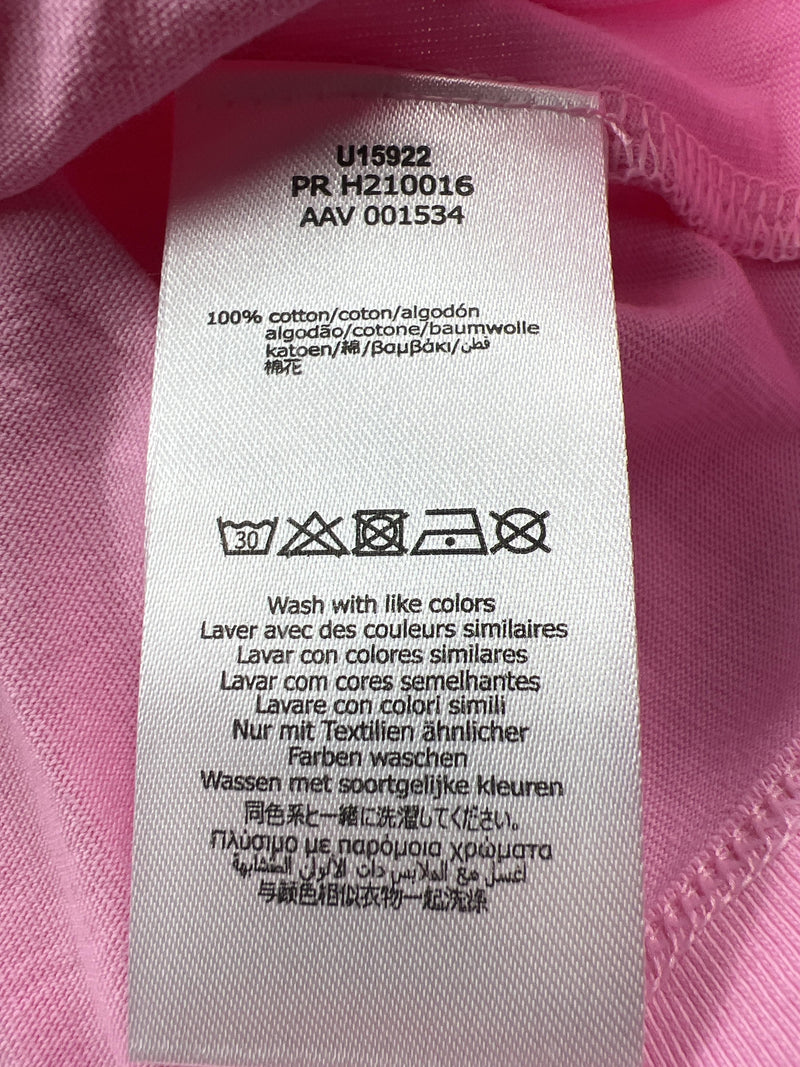 U15922
PR H210016
AAV 001534
100% cotton/coton/algodón
algodão/cotone/baumwolle
katoen/綿/βαμβάκι/قطن
棉花
30
Wash with like colors
Laver avec des couleurs similaires
Lavar con colores similares
Lavar com cores semelhantes
Lavare con colori simili
Nur mit Textilien ähnlicher
Farben waschen
Wassen met soortgelijke kleuren
同色系と一緒に洗濯してください。
Πλύσιμο με παρόμοια χρώματα
اغسل مع الملابس ذات الألوان المتشابهة
与颜色相似衣物一起洗涤